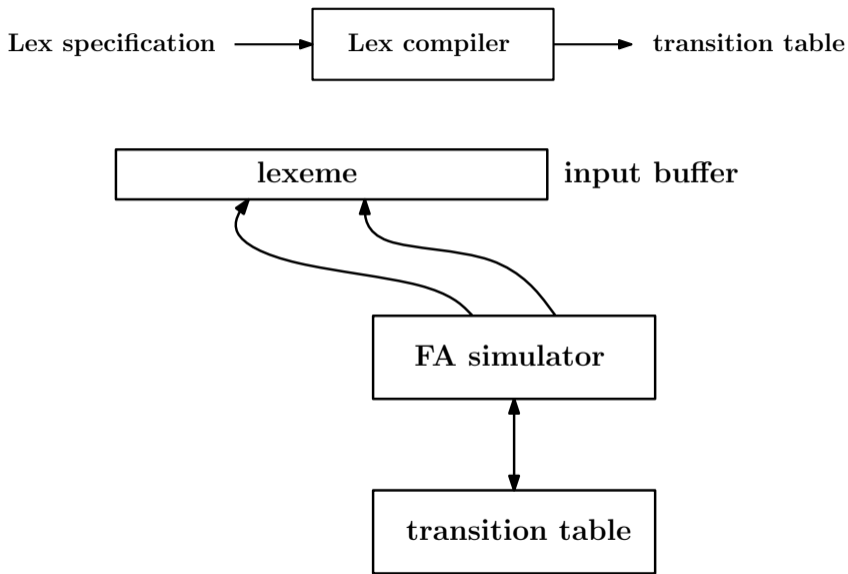 Lex specification
Lex compiler
transition table
lexeme
input buffer
FA simulator
transition table